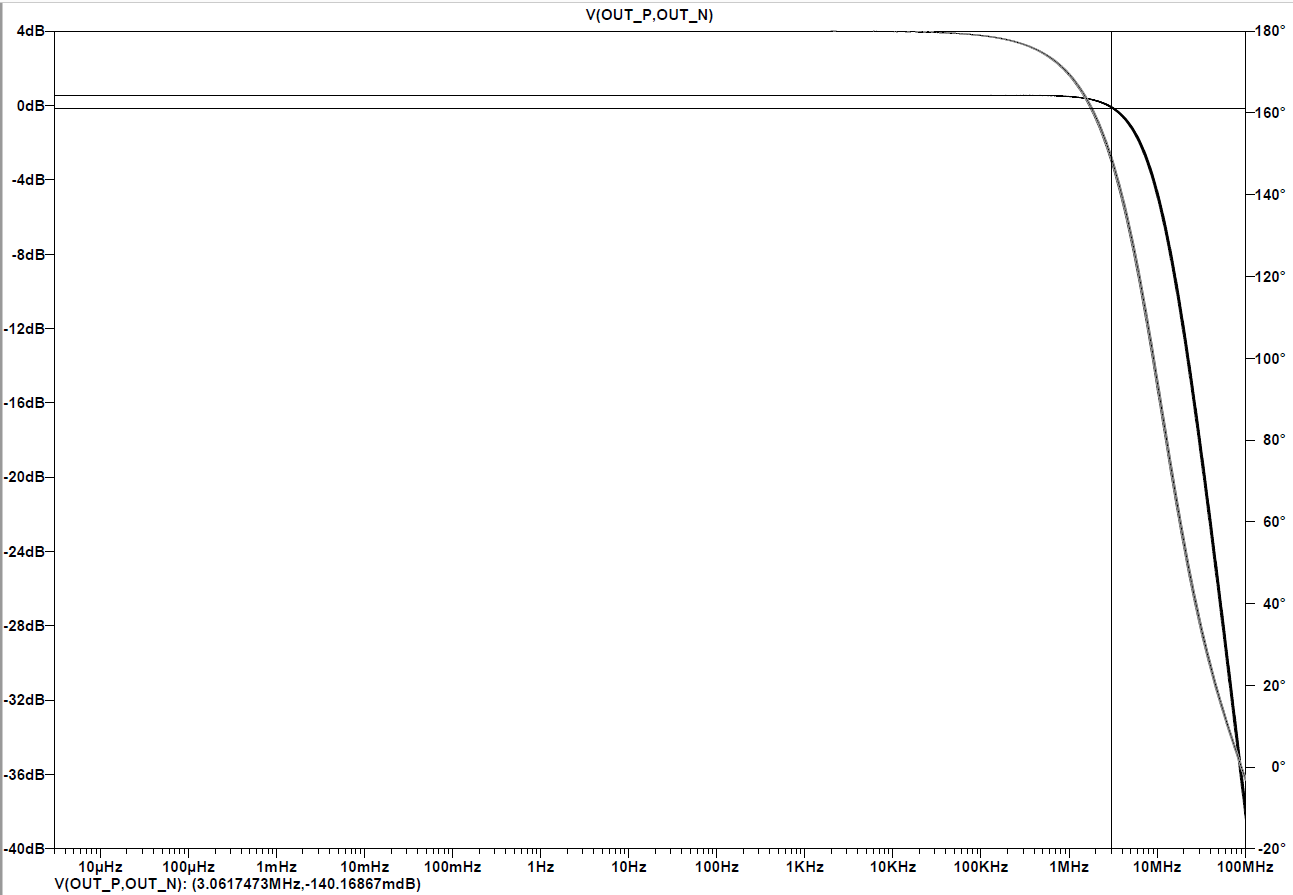 V(OUT_P,OUT_N)
4dB
0dB
-4dB
-8dB
-12dB
-16dB
-20dB
-24dB
-28dB
-32dB
-36dB
-40dB
180°
160°
140°
120°
100°
80°
60°
40°
20°
0°
-20°
10µHz 100µHz 1mHz 10mHz 100mHz 1Hz 10Hz 100Hz 1KHz 10KHz 100KHz 1MHz 10MHz 100MHz
V(OUT_P,OUT_N): (3.0617473MHz,-140.16867mdB)